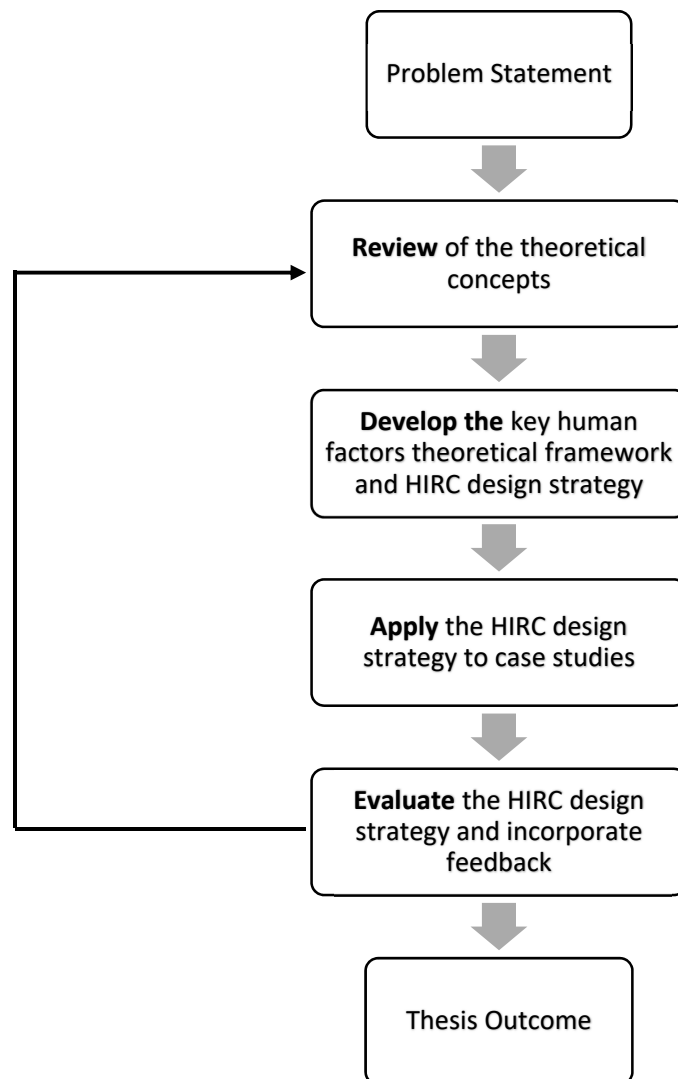 Problem Statement
Review of the theoretical
concepts
Develop the key human
factors theoretical framework
and HIRC design strategy
Apply the HIRC design
strategy to case studies
Evaluate the HIRC design
strategy and incorporate
feedback
Thesis Outcome